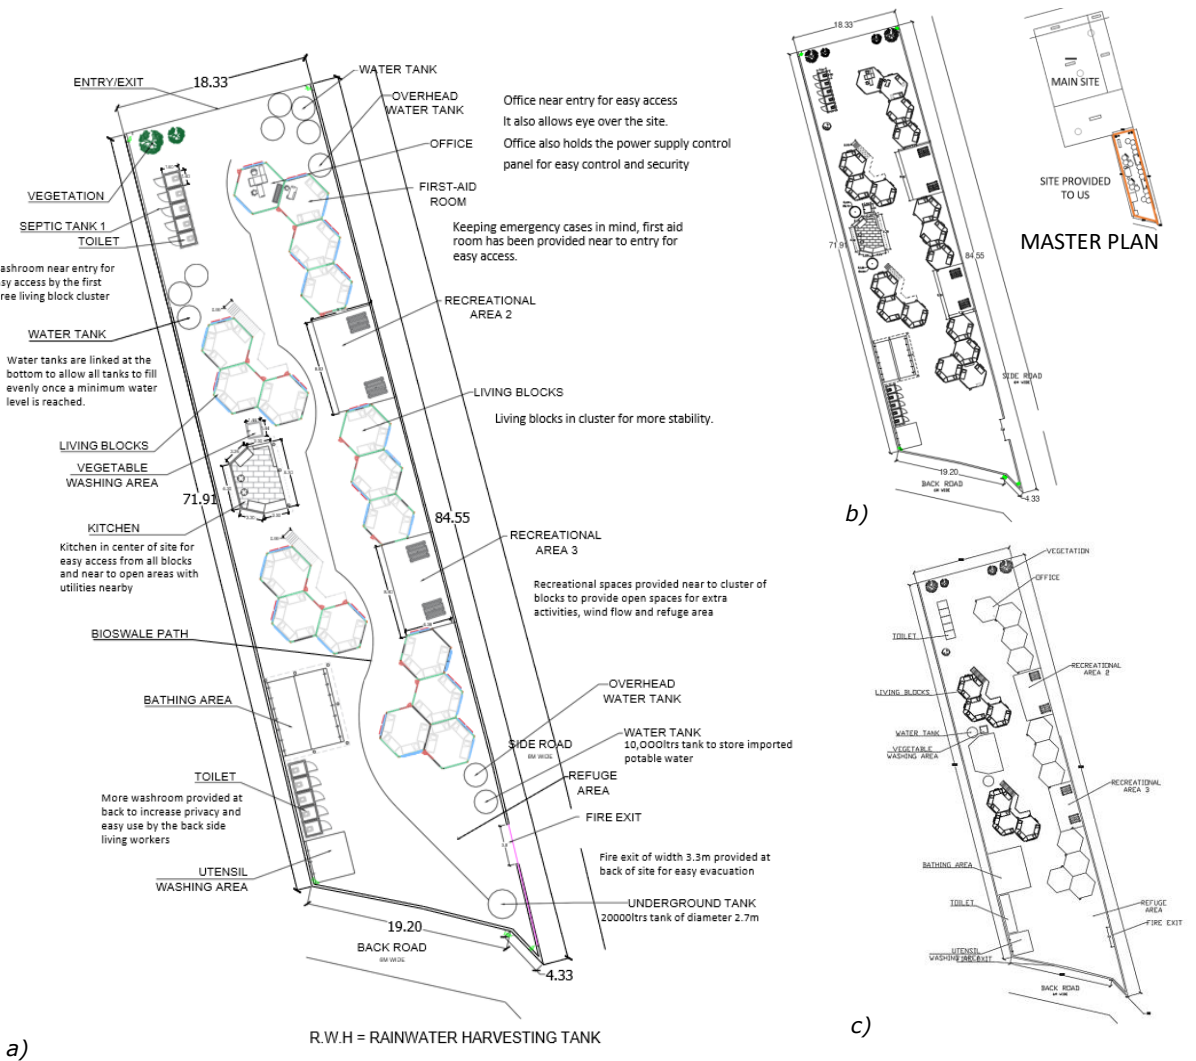 18.33
ENTRY/EXIT
WATER TANK
OVERHEAD
WATER TANK
OFFICE
FIRST-AID
ROOM
Office near entry for easy access
It also allows eye over the site.
Office also holds the power supply control
panel for easy control and security
VEGETATION
SEPTIC TANK 1
TOILET
ashroom near entry for
sy access by the first
ree living block cluster
Keeping emergency cases in mind, first aid
room has been provided near to entry for
easy access.
WATER TANK
Water tanks are linked at the
bottom to allow all tanks to fill
evenly once a minimum water
level is reached.
RECREATIONAL
AREA 2
LIVING BLOCKS
Living blocks in cluster for more stability.
LIVING BLOCKS
VEGETABLE
WASHING AREA
71.91
84.55
KITCHEN
Kitchen in center of site for
easy access from all blocks
and near to open areas with
utilities nearby
RECREATIONAL
AREA 3
Recreational spaces provided near to cluster of
blocks to provide open spaces for extra
activities, wind flow and refuge area
BIOSWALE PATH
BATHING AREA
OVERHEAD
WATER TANK
WATER TANK
10,000ltrs tank to store imported
potable water
SIDE ROAD
8M WIDE
REFUGE
AREA
TOILET
More washroom provided at
back to increase privacy and
easy use by the back side
living workers
FIRE EXIT
Fire exit of width 3.3m provided at
back of site for easy evacuation
UTENSIL
WASHING AREA
UNDERGROUND TANK
20000ltrs tank of diameter 2.7m
19.20
BACK ROAD
6M WIDE
4.33
R.W.H = RAINWATER HARVESTING TANK
a)
18.33
71.91
84.55
SIDE ROAD
19.20
BACK ROAD
4.33
b)
MAIN SITE
SITE PROVIDED
TO US
MASTER PLAN
VEGETATION
OFFICE
TOILET
RECREATIONAL
AREA 2
LIVING BLOCKS
WATER TANK
VEGETABLE
WASHING AREA
RECREATIONAL
AREA 3
BATHING AREA
TOILET
REFUGE
AREA
FIRE EXIT
UTENSIL
BACK ROAD
c)